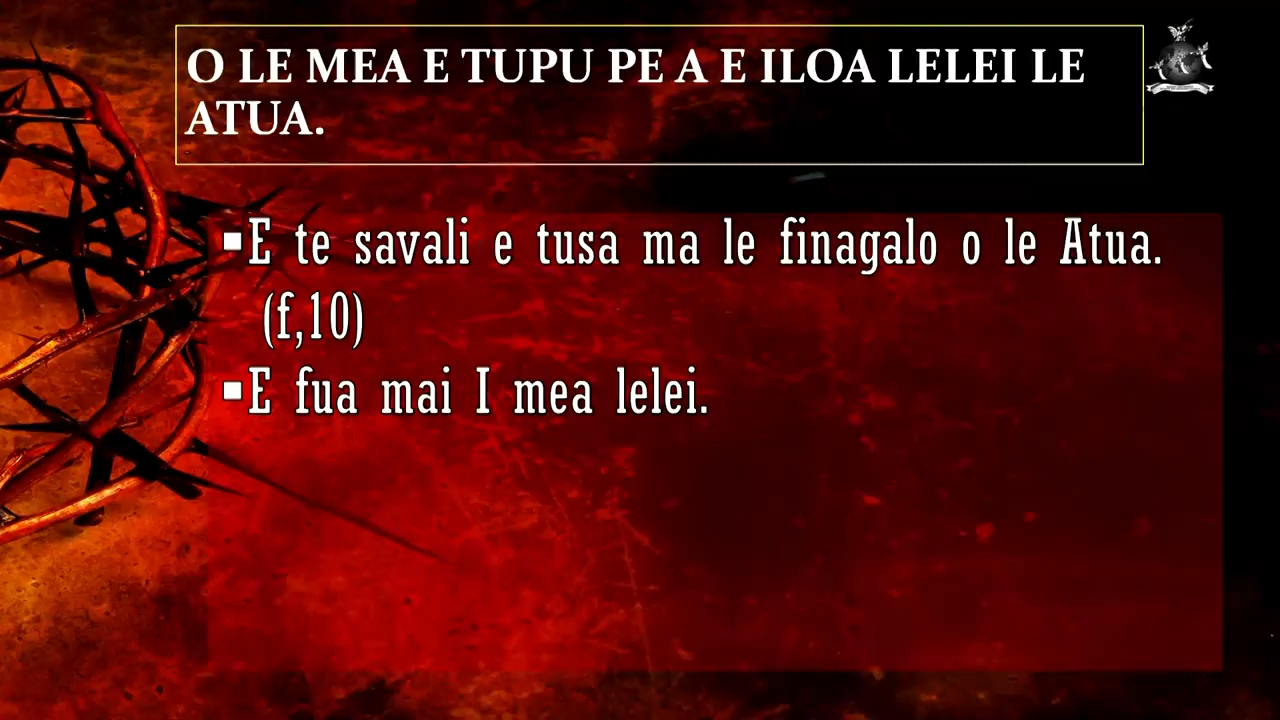 O LE MEA E TUPU PE A E ILOA LELEI LE
ATUA.
▪E te savali e tusa ma le finagalo o le Atua.
(f,10)
▪E fua mai I mea lelei.